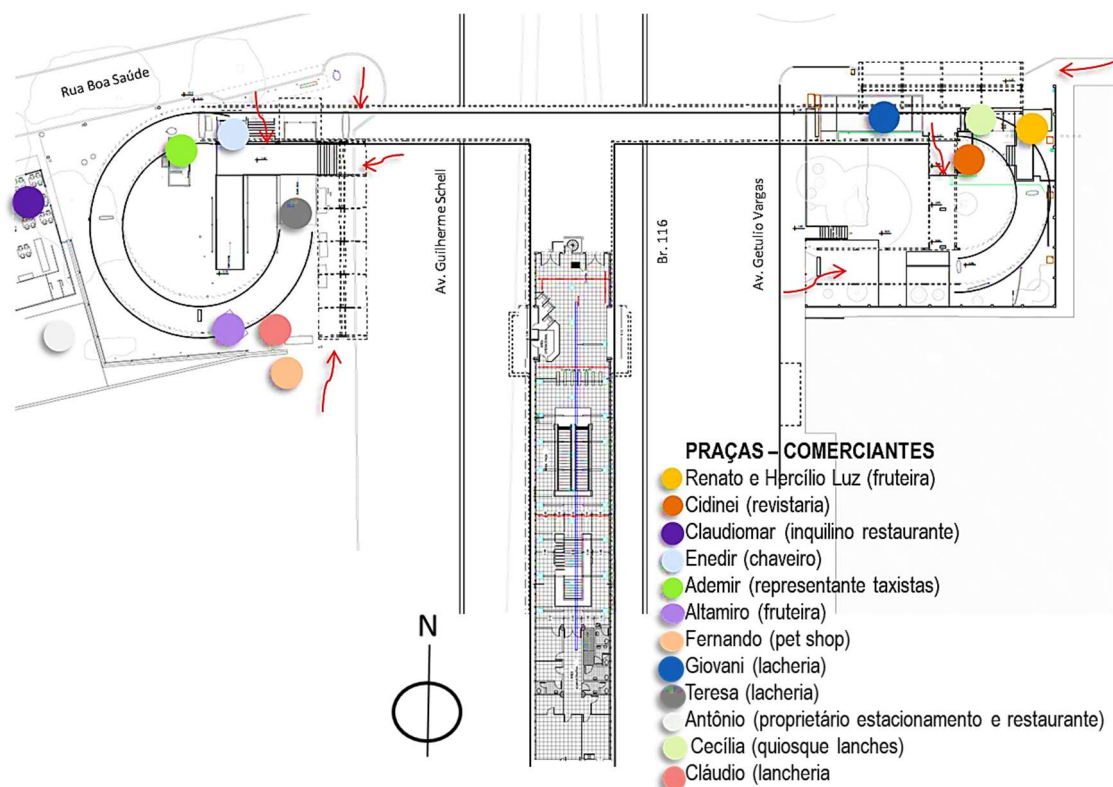 Rua Boa Saúde
Av. Guilherme Schell
Br. 116
Av. Getulio Vargas
N
PRAÇAS – COMERCIANTES
Renato e Hercílio Luz (fruteira)
Cidinei (revistaria)
Claudiomar (inquilino restaurante)
Enedir (chaveiro)
Ademir (representante taxistas)
Altamiro (fruteira)
Fernando (pet shop)
Giovani (lacheria)
Teresa (lacheria)
Antônio (proprietário estacionamento e restaurante)
Cecília (quiosque lanches)
Cláudio (lancheria